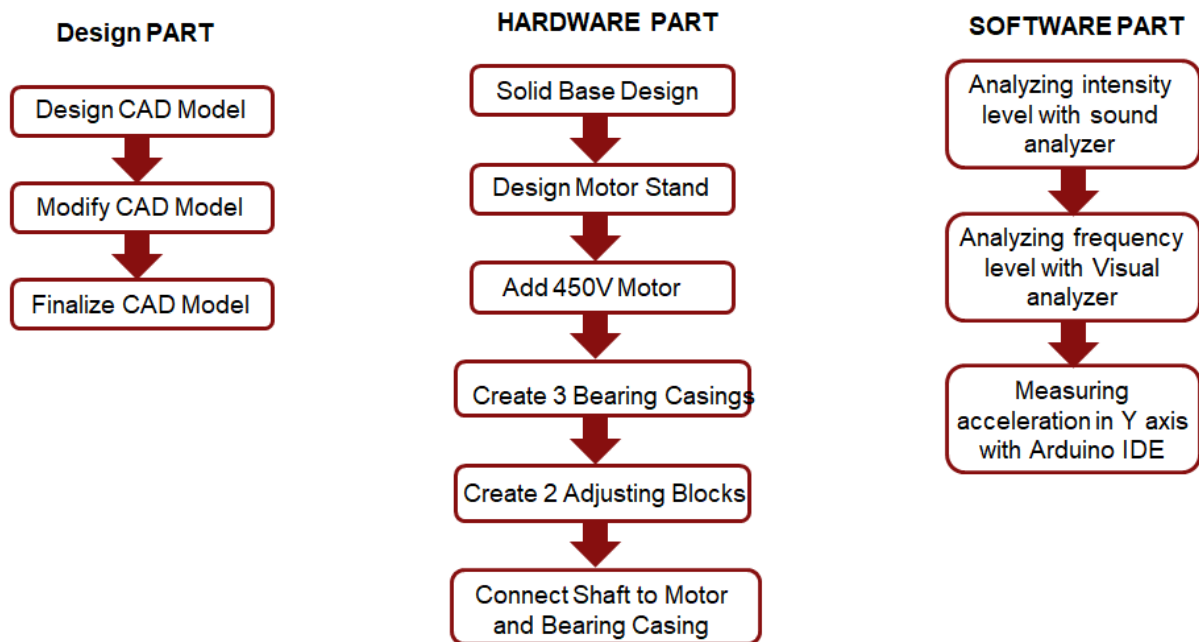 Design PART
Design CAD Model
Modify CAD Model
Finalize CAD Model
HARDWARE PART
Solid Base Design
Design Motor Stand
Add 450V Motor
Create 3 Bearing Casings
Create 2 Adjusting Blocks
Connect Shaft to Motor
and Bearing Casing
SOFTWARE PART
Analyzing intensity
level with sound
analyzer
Analyzing frequency
level with Visual
analyzer
Measuring
acceleration in Y axis
with Arduino IDE